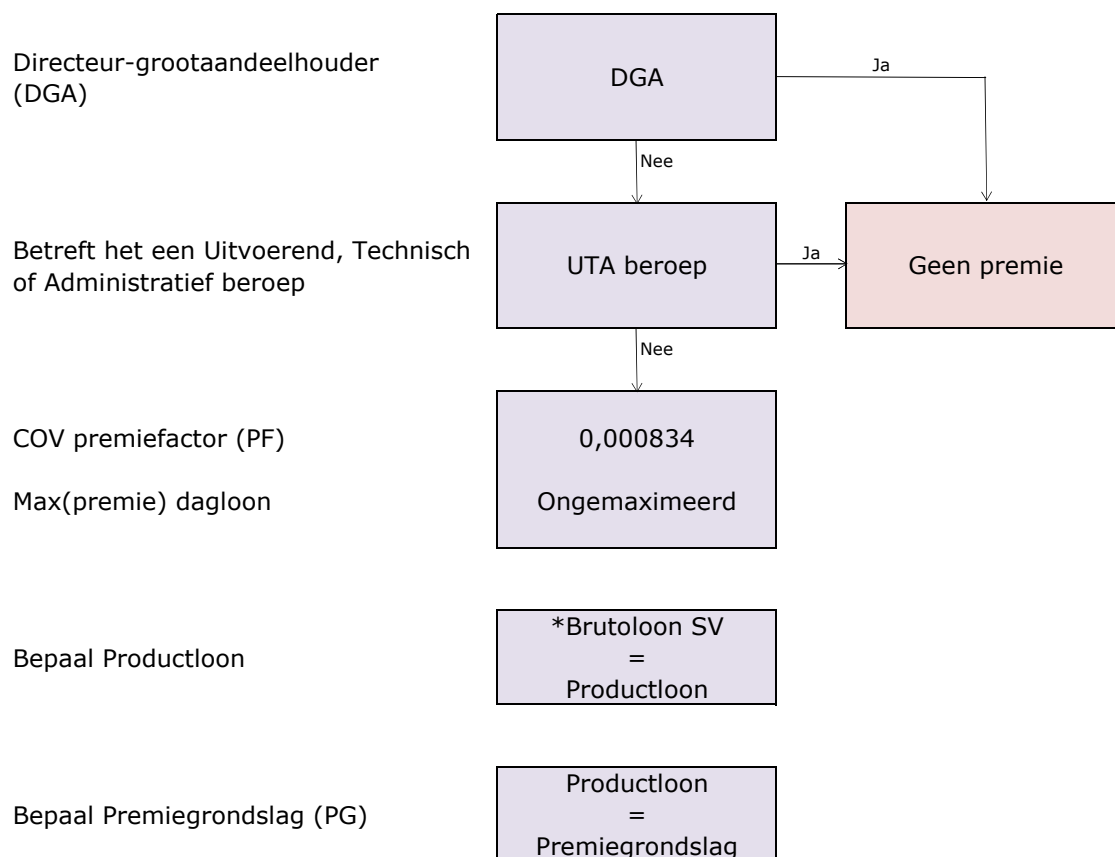 Directeur-grootaandeelhouder
(DGA)
DGA
Ja
Nee
Betreft het een Uitvoerend, Technisch
of Administratief beroep
UTA beroep
Ja
Geen premie
Nee
COV premiefactor (PF)
0,000834
Max(premie) dagloon
Ongemaximeerd
Bepaal Productloon
*Brutoloon SV
=
Productloon
Bepaal Premiegrondslag (PG)
Productloon
=
Premiegrondslag